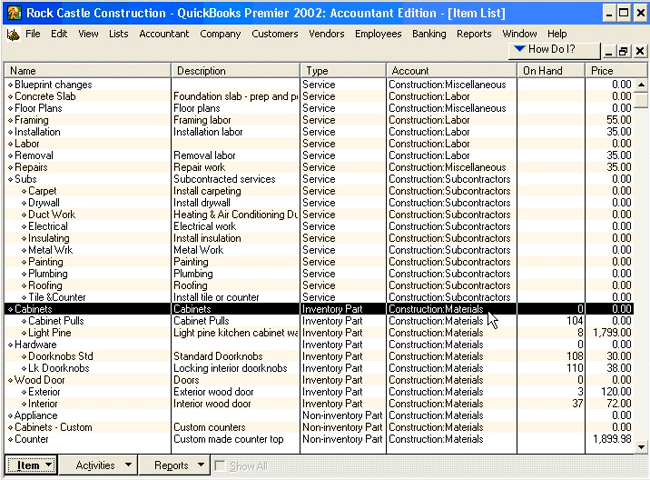 Rock Castle Construction - QuickBooks Premier 2002: Accountant Edition - [Item List]
File Edit View Lists Accountant Company Customers Vendors Employees Banking Reports Window Help
How Do I?
Name Description Type Account On Hand Price
Blueprint changes Service Construction:Miscellaneous 0.00
Concrete Slab Foundation slab - prep and po Service Construction:Labor 0.00
Floor Plans Floor plans Service Construction:Miscellaneous 0.00
Framing Framing labor Service Construction:Labor 55.00
Installation Installation labor Service Construction:Labor 35.00
Labor Service Construction:Labor 0.00
Removal Removal labor Service Construction:Labor 35.00
Repairs Repair work Service Construction:Miscellaneous 35.00
Subs Subcontracted services Service Construction:Subcontractors 0.00
Carpet Install carpeting Service Construction:Subcontractors 0.00
Drywall Install drywall Service Construction:Subcontractors 0.00
Duct Work Heating & Air Conditioning Du Service Construction:Subcontractors 0.00
Electrical Electrical work Service Construction:Subcontractors 0.00
Insulating Install insulation Service Construction:Subcontractors 0.00
Metal Wrk Metal Work Service Construction:Subcontractors 0.00
Painting Painting Service Construction:Subcontractors 0.00
Plumbing Plumbing Service Construction:Subcontractors 0.00
Roofing Roofing Service Construction:Subcontractors 0.00
Tile &Counter Install tile or counter Service Construction:Subcontractors 0.00
Cabinets Cabinets Inventory Part Construction:Materials 0 0.00
Cabinet Pulls Cabinet Pulls Inventory Part Construction:Materials 104 0.00
Light Pine Light pine kitchen cabinet wa Inventory Part Construction:Materials 8 1,799.00
Hardware Inventory Part Construction:Materials 0 0.00
Doorknobs Std Standard Doorknobs Inventory Part Construction:Materials 108 30.00
Lk Doorknobs Locking interior doorknobs Inventory Part Construction:Materials 110 38.00
Wood Door Doors Inventory Part Construction:Materials 0 0.00
Exterior Exterior wood door Inventory Part Construction:Materials 3 120.00
Interior Interior wood door Inventory Part Construction:Materials 37 72.00
Appliance Non-inventory Part Construction:Materials 0.00
Cabinets - Custom Custom counters Non-inventory Part Construction:Materials 0.00
Counter Custom made counter top Non-inventory Part Construction:Materials 1,899.98
Item Activities Reports Show All